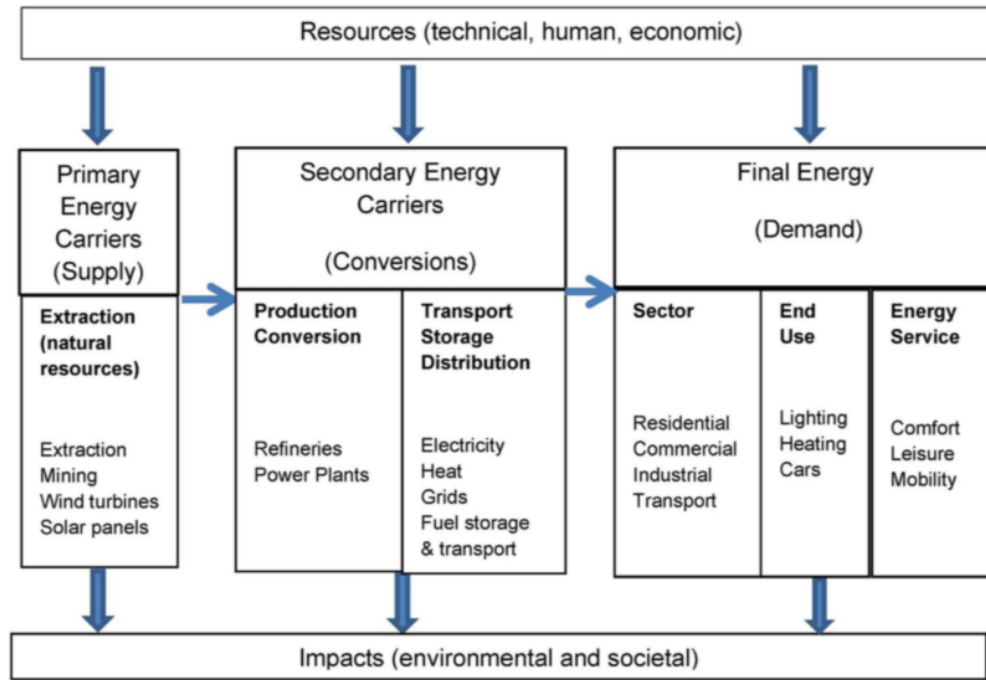 Resources (technical, human, economic)
Primary
Energy
Carriers
(Supply)
Secondary Energy
Carriers
(Conversions)
Final Energy
(Demand)
Extraction
(natural
resources)
Extraction
Mining
Wind turbines
Solar panels
Production
Conversion
Refineries
Power Plants
Transport
Storage
Distribution
Electricity
Heat
Grids
Fuel storage
& transport
Sector
Residential
Commercial
Industrial
Transport
End
Use
Lighting
Heating
Cars
Energy
Service
Comfort
Leisure
Mobility
Impacts (environmental and societal)